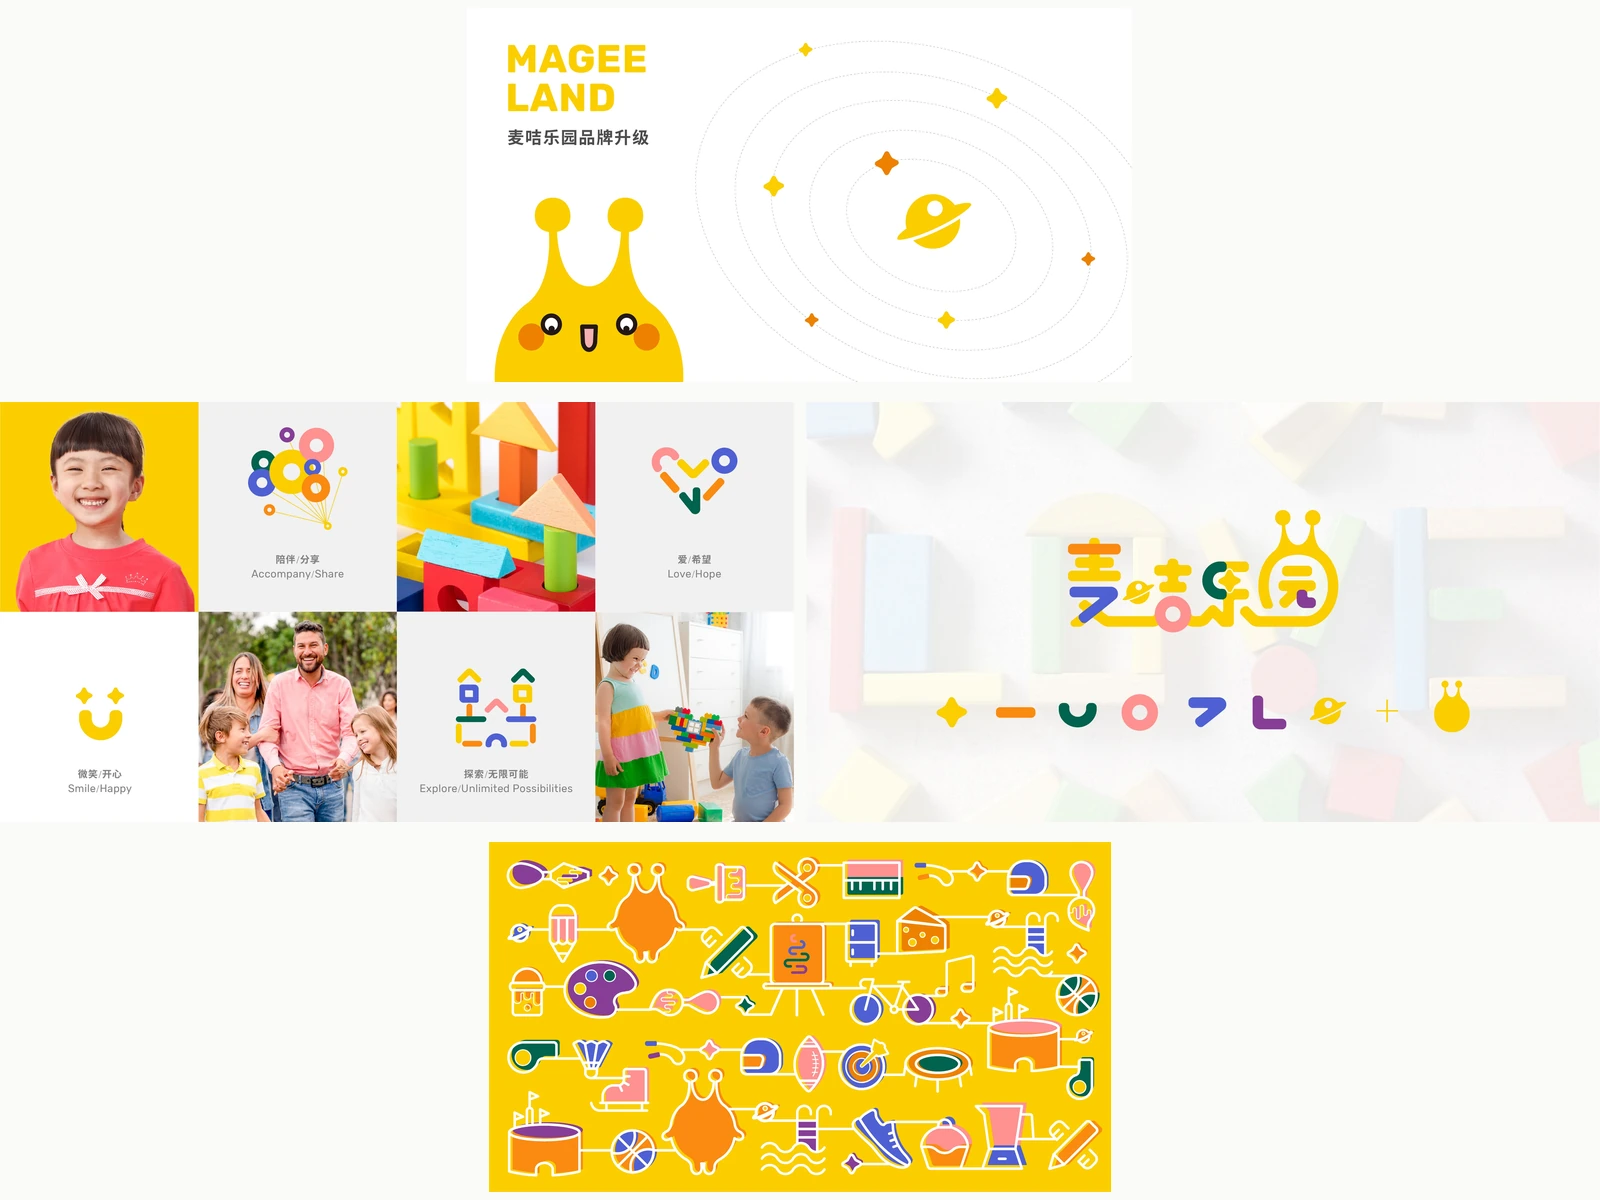 MAGEE
LAND
麦咭乐园品牌升级
陪伴/分享
Accompany/Share
爱/希望
Love/Hope
微笑/开心
Smile/Happy
探索/无限可能
Explore/Unlimited Possibilities
麦咭乐园